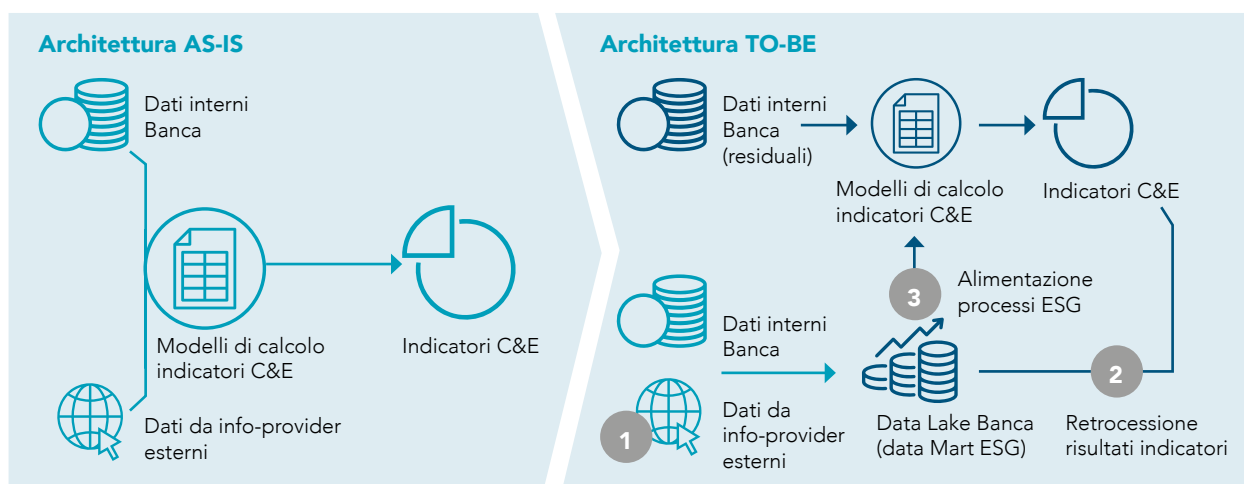 Architettura AS-IS
Dati interni
Banca
Modelli di calcolo
indicatori C&E
Indicatori C&E
Dati da info-provider
esterni
Architettura TO-BE
Dati interni
Banca
(residuali)
Modelli di calcolo
indicatori C&E
Indicatori C&E
3
Alimentazione
processi ESG
Dati interni
Banca
1
Dati da
info-provider
esterni
Data Lake Banca
(data Mart ESG)
2
Retrocessione
risultati indicatori